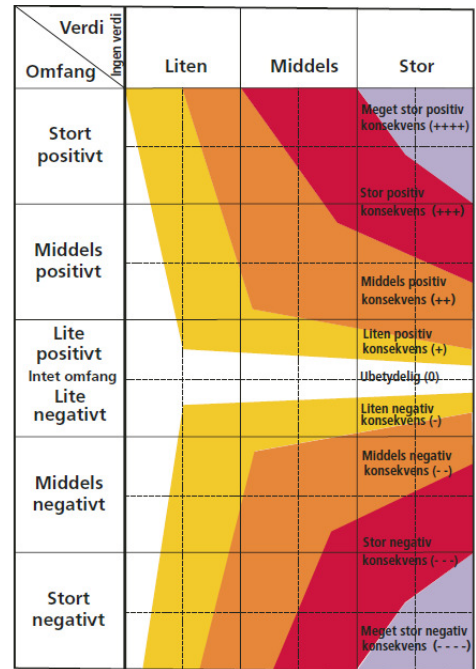 Verdi
Omfang
Ingen verdi
Liten
Middels
Stor
Stort
positivt
Meget stor positiv
konsekvens (++++)
Stor positiv
konsekvens (+++)
Middels
positivt
Middels positiv
konsekvens (++)
Lite
positivt
Liten positiv
konsekvens (+)
Intet omfang
Ubetydelig (0)
Lite
negativt
Liten negativ
konsekvens (-)
Middels
negativt
Middels negativ
konsekvens (- -)
Stor negativ
konsekvens (- - -)
Stort
negativt
Meget stor negativ
konsekvens (- - - -)